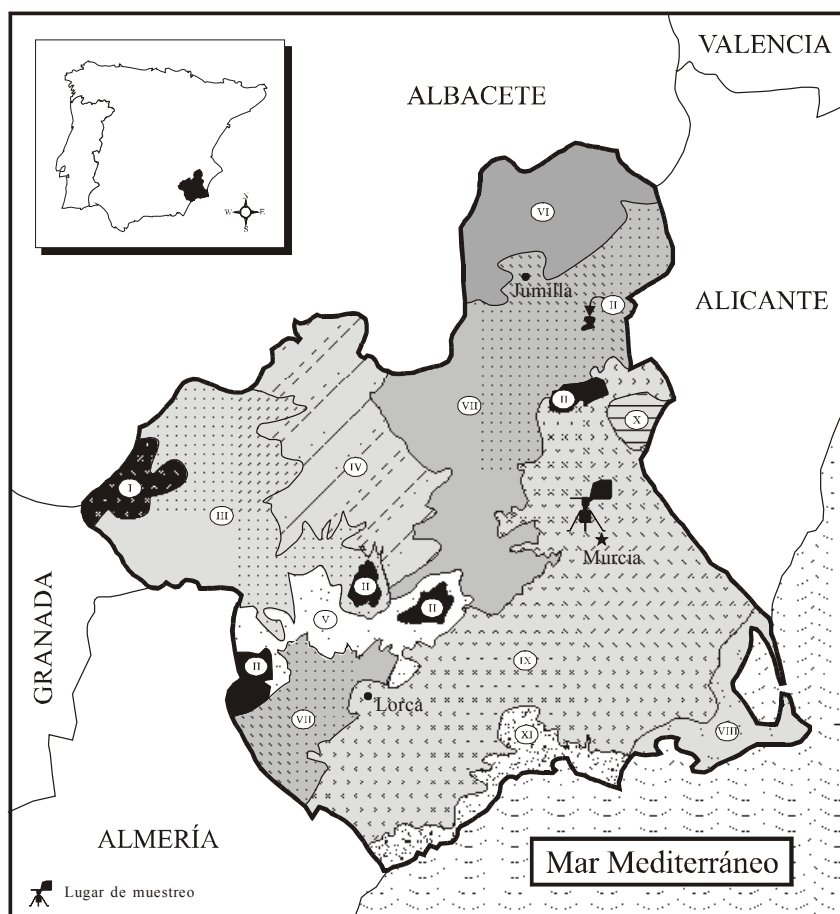 VALENCIA
ALBACETE
N
W E
S
VI
ALICANTE
Jumilla
II
VII
II
X
IV
I
III
Murcia
GRANADA
II
II
V
IX
II
Lorca
VII
XI
VIII
ALMERÍA
Mar Mediterráneo
Lugar de muestreo